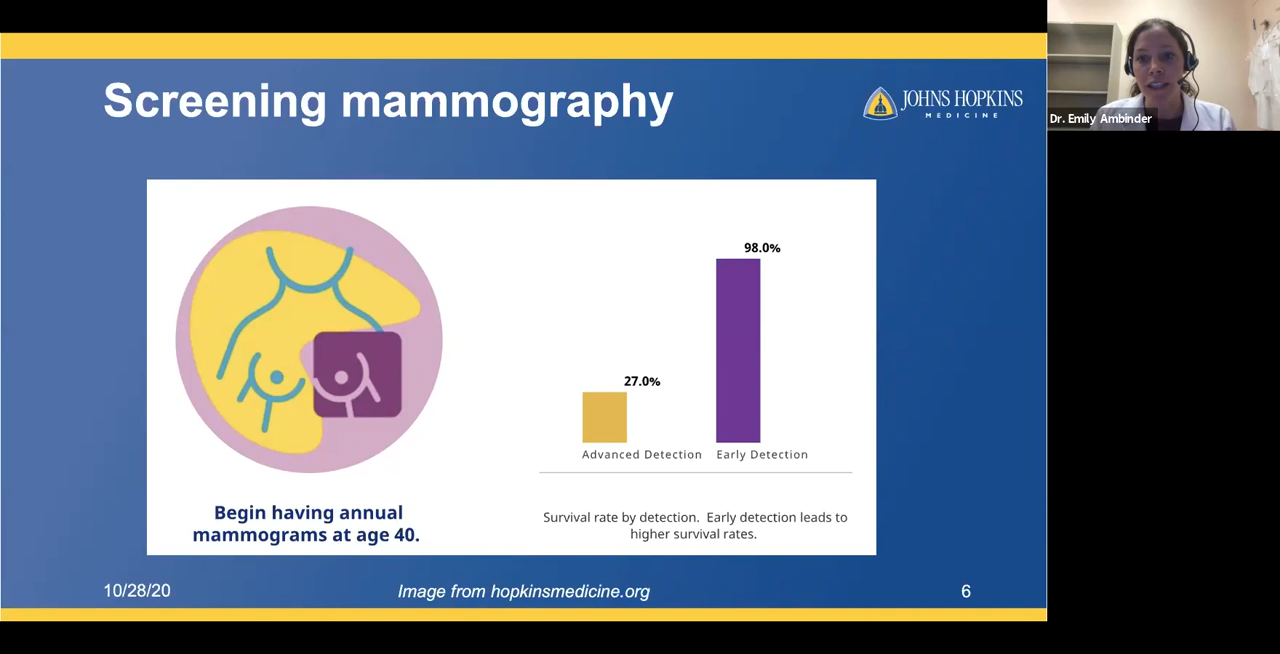 Screening mammography
JOHNS HOPKINS
MEDICINE
Dr. Emily Ambinder
98.0%
27.0%
Advanced Detection
Early Detection
Begin having annual
mammograms at age 40.
Survival rate by detection. Early detection leads to
higher survival rates.
10/28/20
Image from hopkinsmedicine.org
6